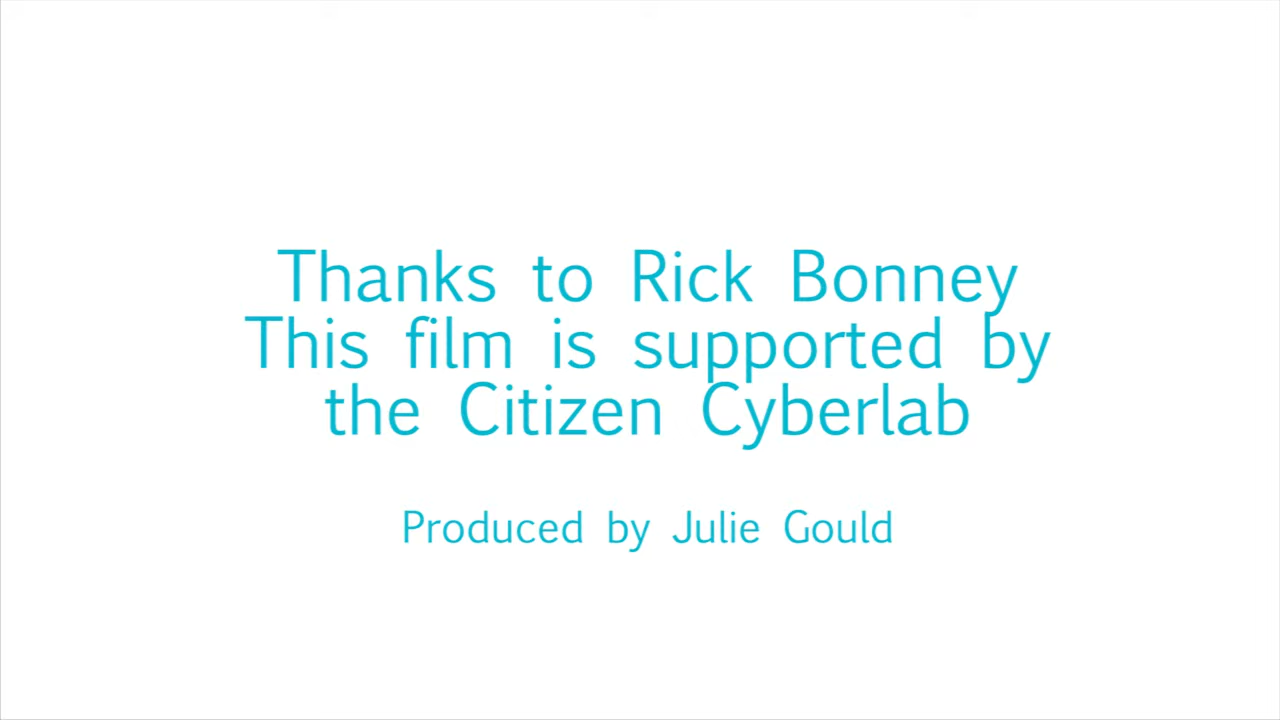 Thanks to Rick Bonney
This film is supported by
the Citizen Cyberlab
Produced by Julie Gould